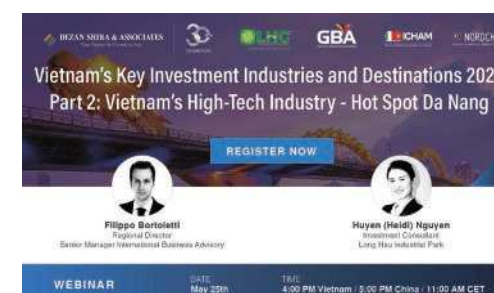 DEZAN SHIRA & ASSOCIATES
30
LHC
GBA
ICHAM
NORDCH
Vietnam's Key Investment Industries and Destinations 202
Part 2: Vietnam's High-Tech Industry - Hot Spot Da Nang
REGISTER NOW
Filippo Bortoletti
Regional Director
Senior Manager International Business Advisory
Huyen (Heidi) Nguyen
Investment Consultant
Long Hau Industrial Park
WEBINAR
DATE
May 25th
TIME
4:00 PM Vietnam / 5:00 PM China / 11:00 AM CET